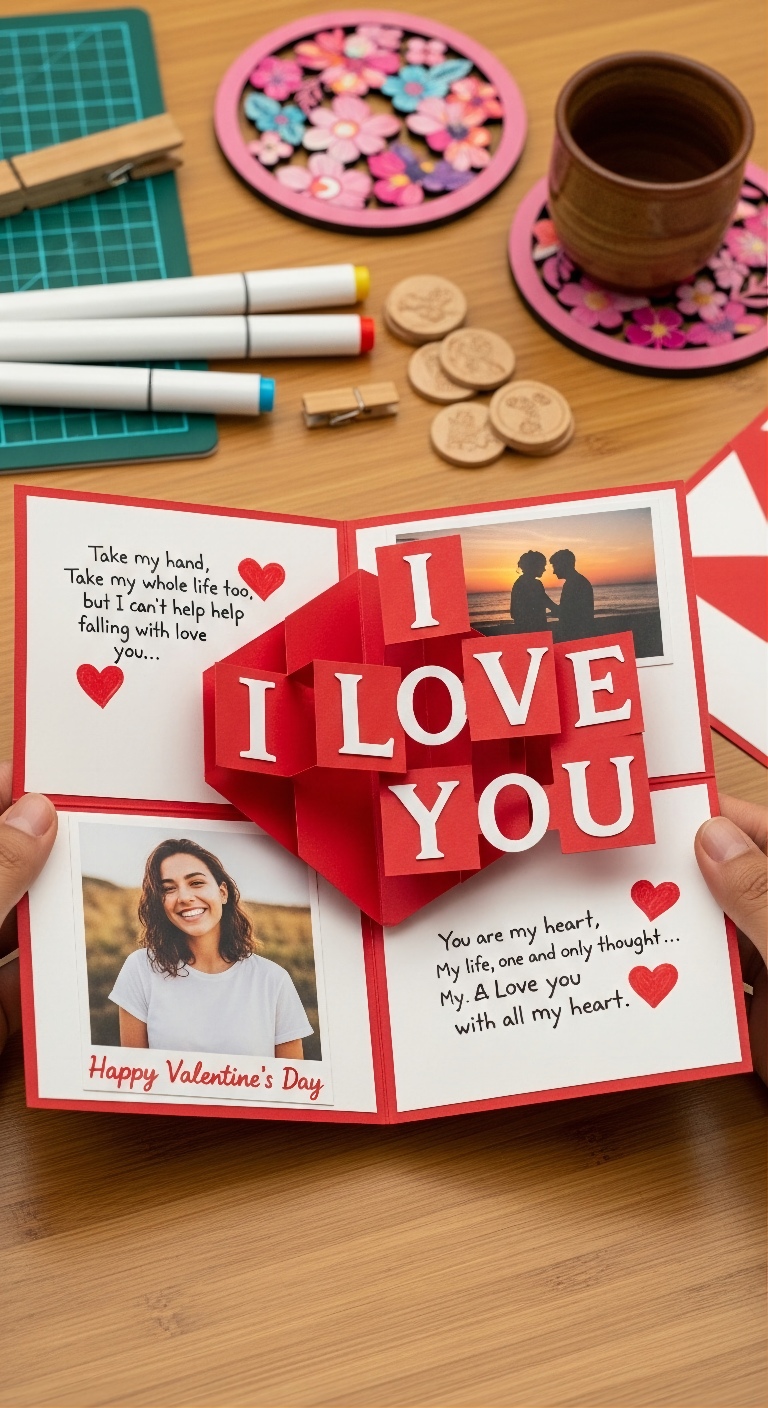 Take my hand,
Take my whole life too,
but I can't help help
falling with love
you...
I
I LOVE
YOU
Happy Valentine's Day
You are my heart,
My life, one and only thought...
My. A Love you
with all my heart.